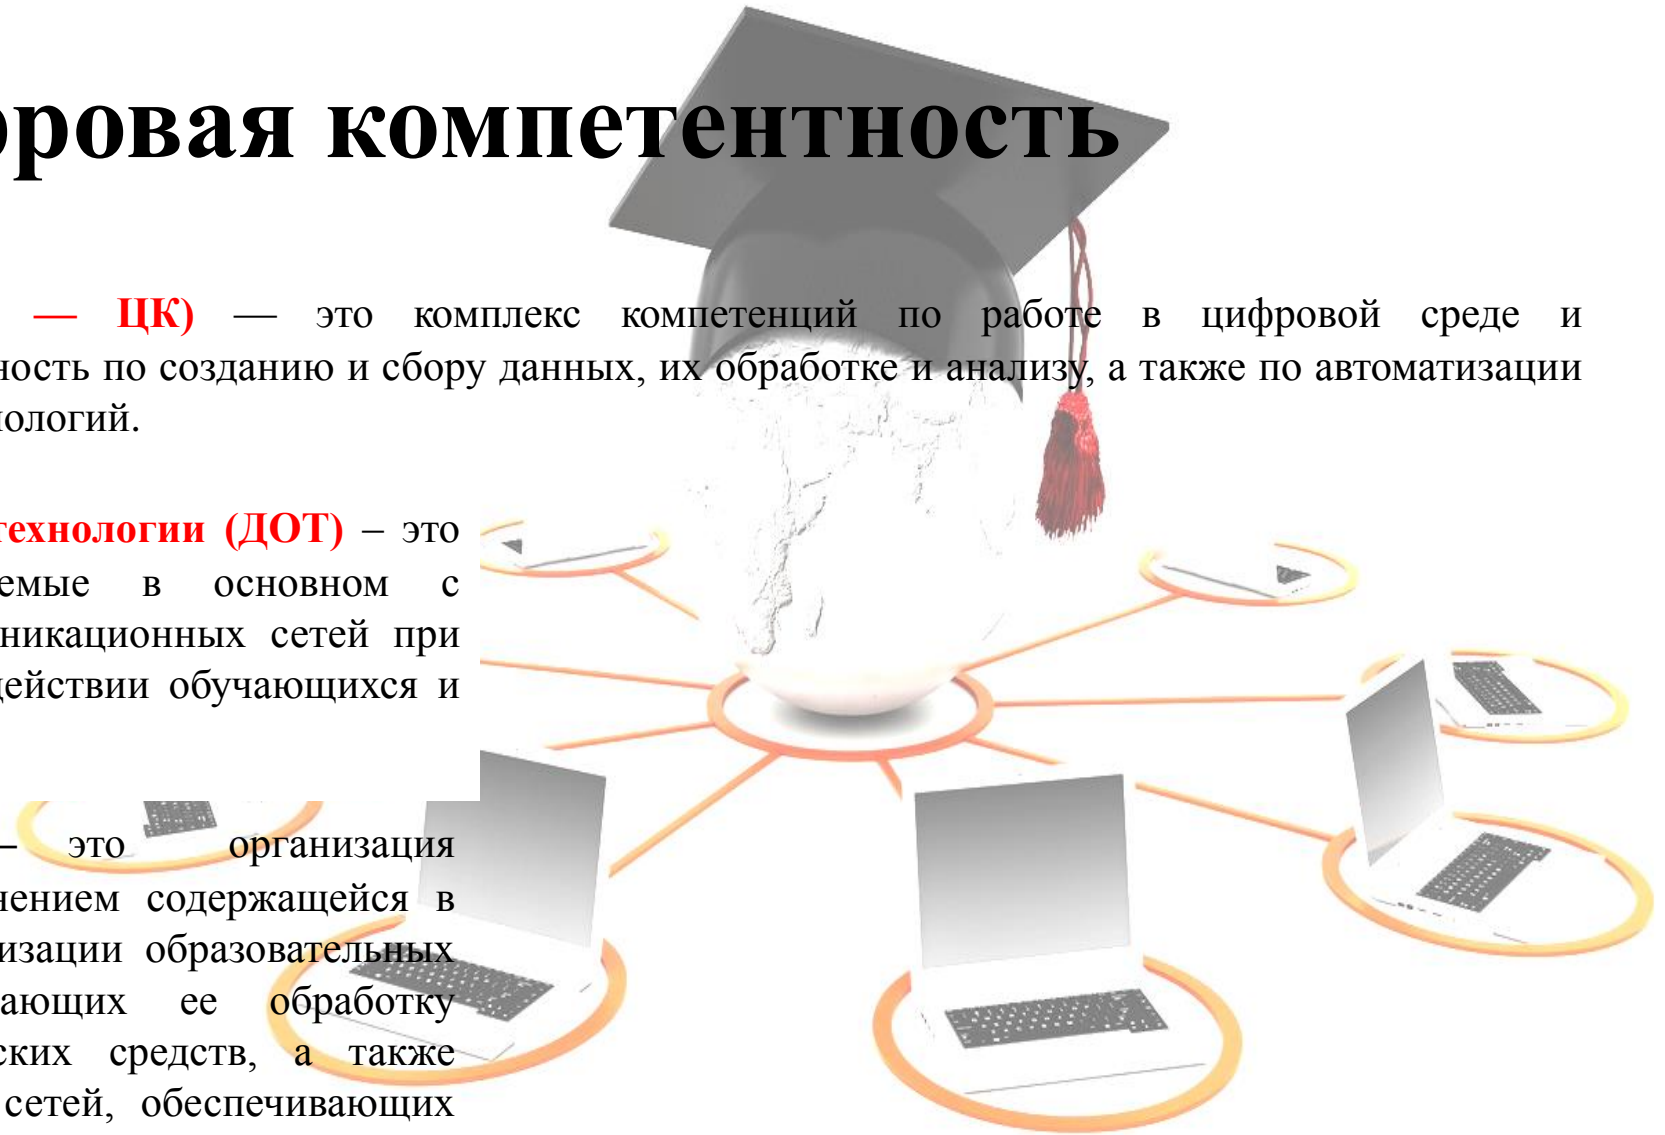 ровая компетентность
— ЦК) — это комплекс компетенций по работе в цифровой среде и
ность по созданию и сбору данных, их обработке и анализу, а также по автоматизации
нологий.
технологии (ДОТ) – это
емые в основном с
никационных сетей при
действии обучающихся и
– это организация
нением содержащейся в
изации образовательных
ающих ее обработку
ских средств, а также
сетей, обеспечивающих